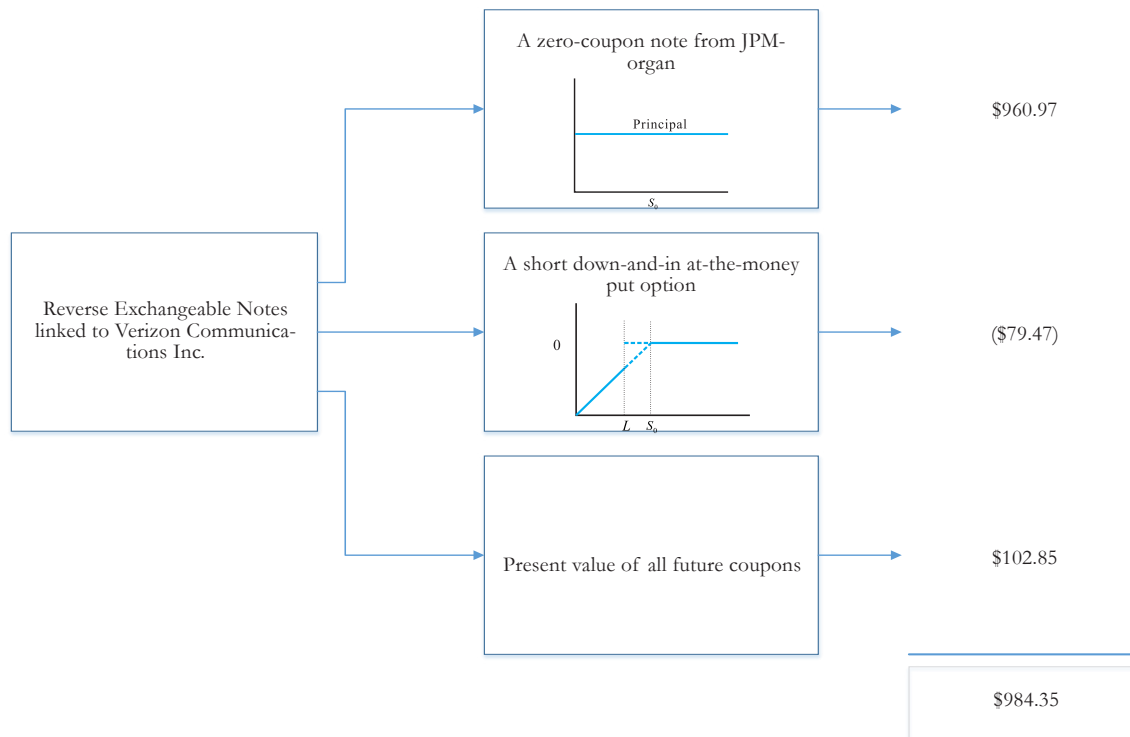 A zero-coupon note from JPM-
organ
Principal
S₀
$960.97
Reverse Exchangeable Notes
linked to Verizon Communica-
tions Inc.
A short down-and-in at-the-money
put option
0
L S₀
($79.47)
Present value of all future coupons
$102.85
$984.35